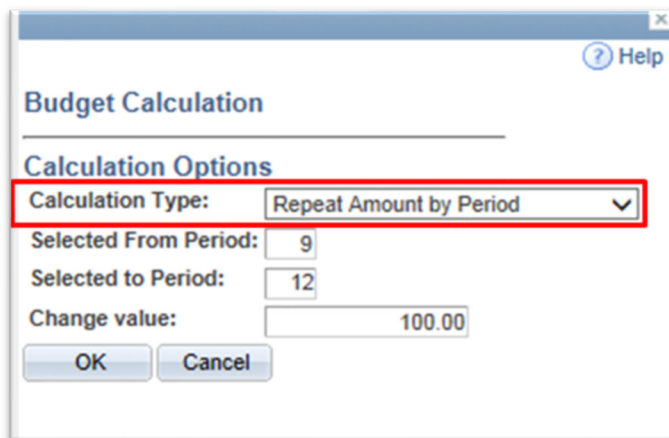 Help
Budget Calculation
Calculation Options
Calculation Type: Repeat Amount by Period
Selected From Period: 9
Selected to Period: 12
Change value: 100.00
OK Cancel